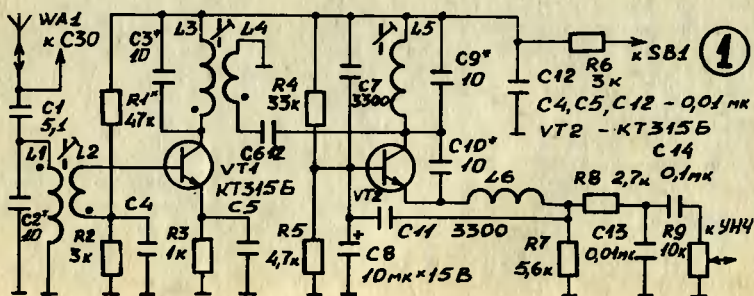 WA1
к C30
C1
5,1
L1
L2
C2*
10
C3*
10
R1*
47к
L3
L4
VT1
КТ315Б
C4
R2
3к
R3
1к
C5
C6 12
R4
33к
R5
4,7к
C7
3300
L5
C9*
10
C10*
10
VT2
C8
10мк×15В
C11
3300
L6
R7
5,6к
R8 2,7к
C13
0,01мк
C14
0,1мк
R9
10к
к УНЧ
C12
R6
3к
к SB1
1
C4, C5, C12 – 0,01 мк
VT2 – КТ315Б